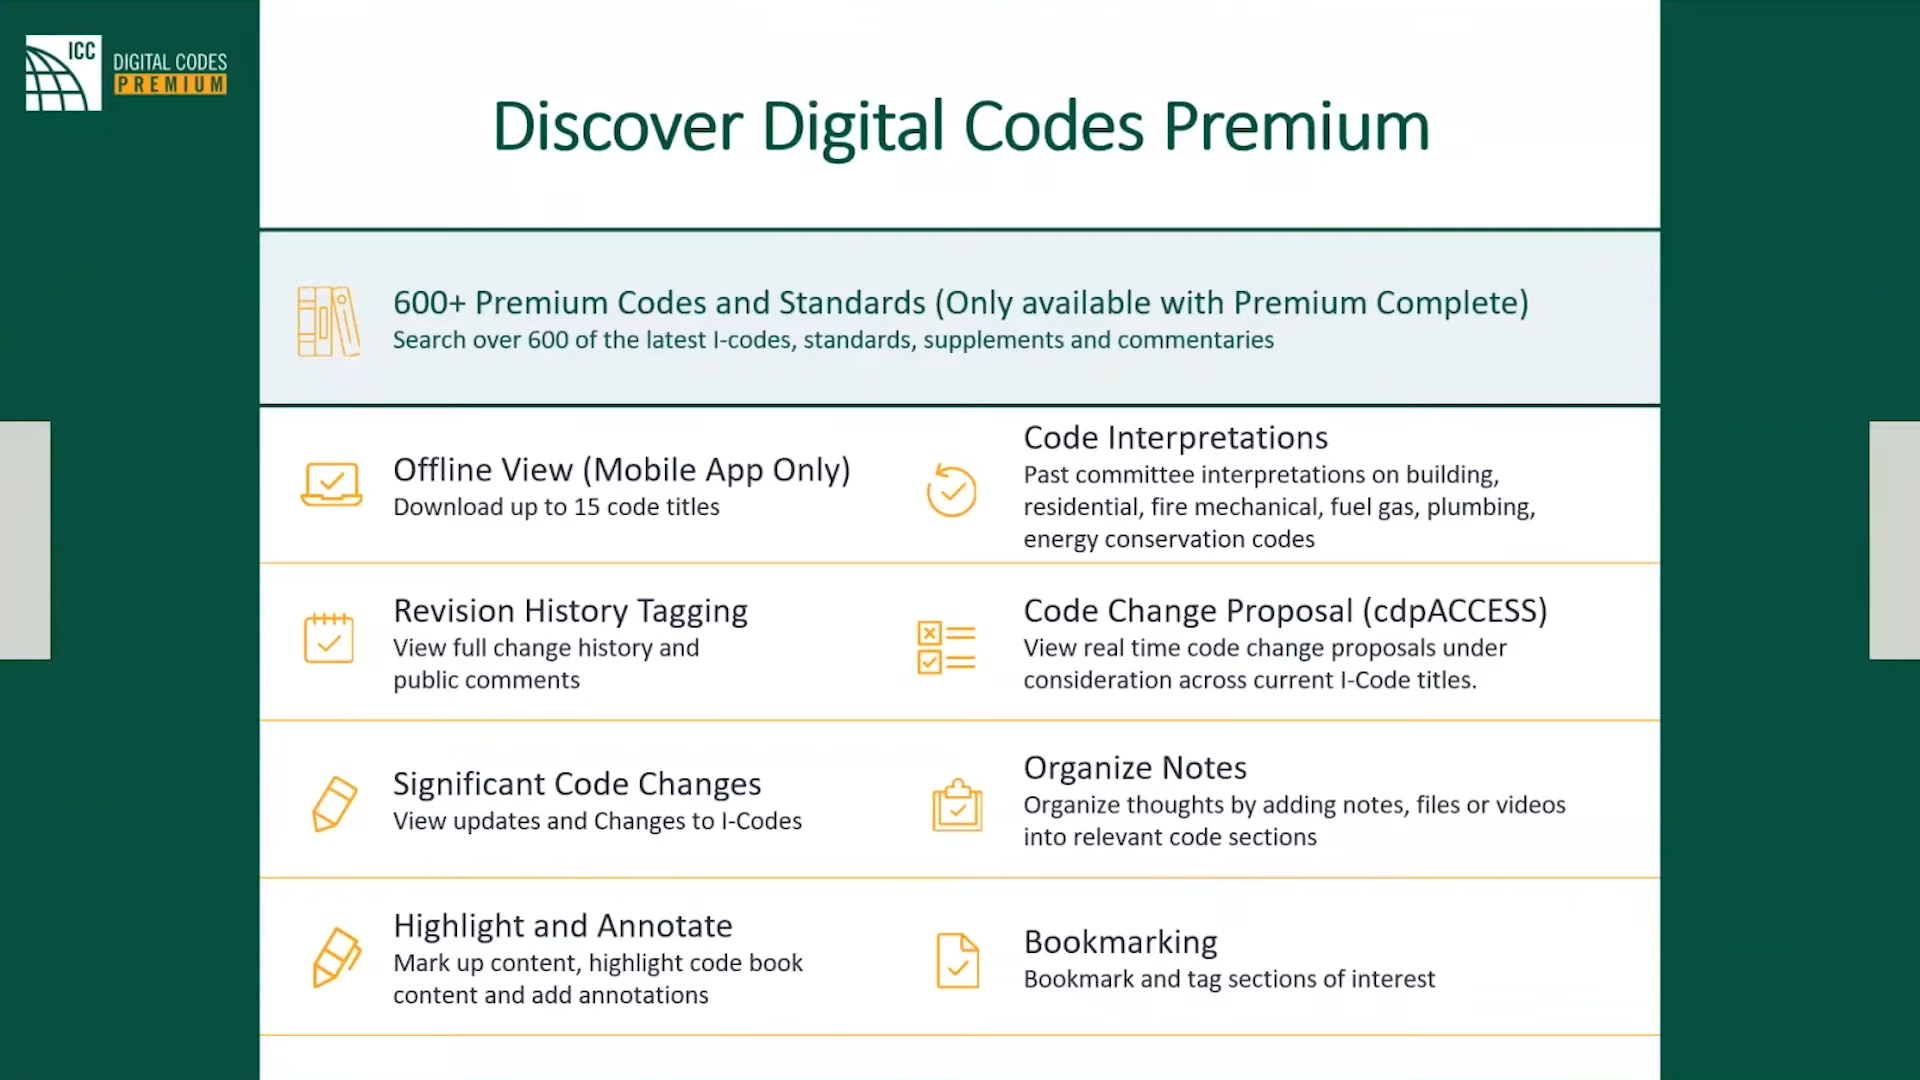 ICC
DIGITAL CODES
PREMIUM
Discover Digital Codes Premium
600+ Premium Codes and Standards (Only available with Premium Complete)
Search over 600 of the latest I-codes, standards, supplements and commentaries
Offline View (Mobile App Only)
Download up to 15 code titles
Code Interpretations
Past committee interpretations on building,
residential, fire mechanical, fuel gas, plumbing,
energy conservation codes
Revision History Tagging
View full change history and
public comments
Code Change Proposal (cdpACCESS)
View real time code change proposals under
consideration across current I-Code titles.
Significant Code Changes
View updates and Changes to I-Codes
Organize Notes
Organize thoughts by adding notes, files or videos
into relevant code sections
Highlight and Annotate
Mark up content, highlight code book
content and add annotations
Bookmarking
Bookmark and tag sections of interest